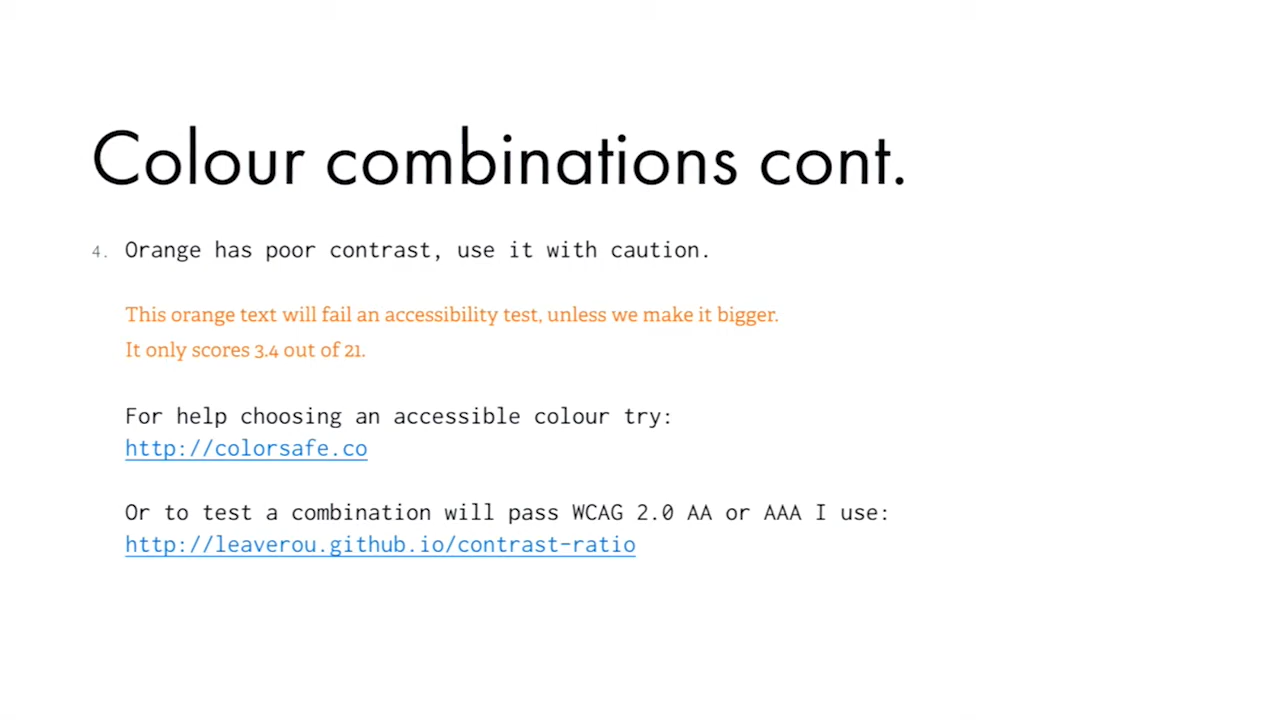 Colour combinations cont.
4. Orange has poor contrast, use it with caution.
This orange text will fail an accessibility test, unless we make it bigger.
It only scores 3.4 out of 21.
For help choosing an accessible colour try:
http://colorsafe.co
Or to test a combination will pass WCAG 2.0 AA or AAA I use:
http://leaverou.github.io/contrast-ratio